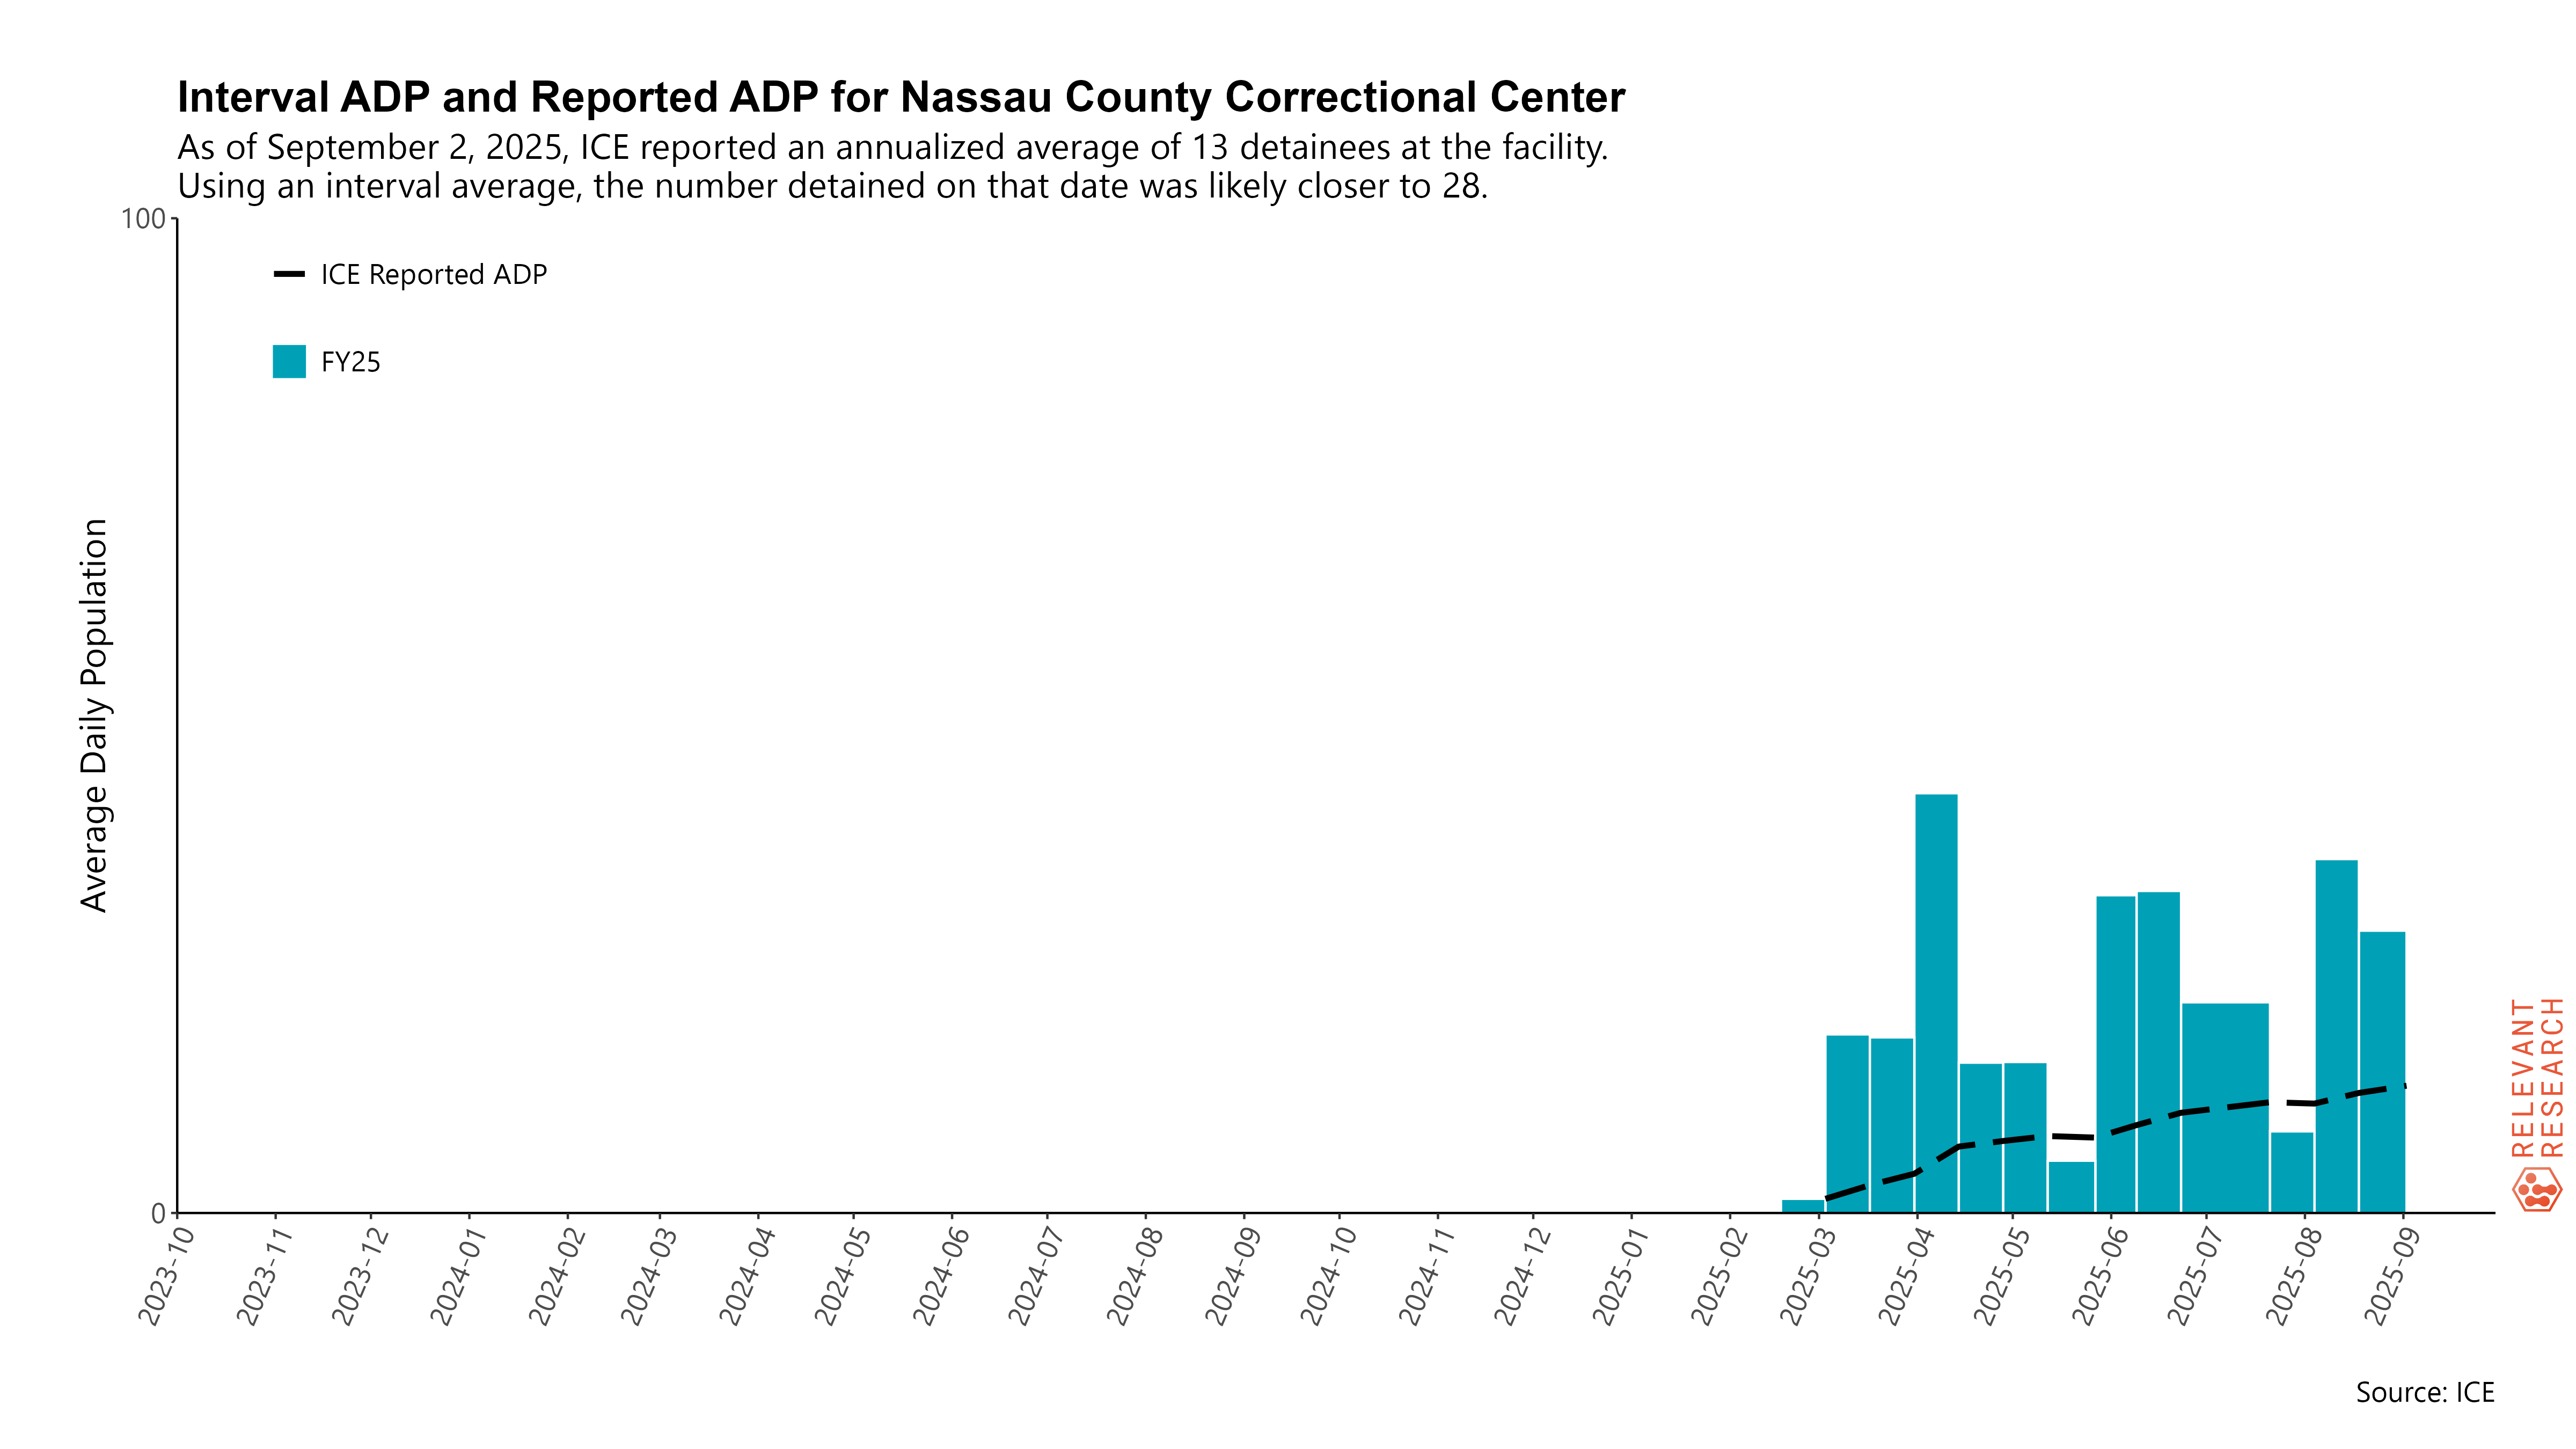 Interval ADP and Reported ADP for Nassau County Correctional Center
As of September 2, 2025, ICE reported an annualized average of 13 detainees at the facility.
Using an interval average, the number detained on that date was likely closer to 28.
100
ICE Reported ADP
FY25
Average Daily Population
0
2023-10
2023-11
2023-12
2024-01
2024-02
2024-03
2024-04
2024-05
2024-06
2024-07
2024-08
2024-09
2024-10
2024-11
2024-12
2025-01
2025-02
2025-03
2025-04
2025-05
2025-06
2025-07
2025-08
2025-09
RELEVANT
RESEARCH
Source: ICE